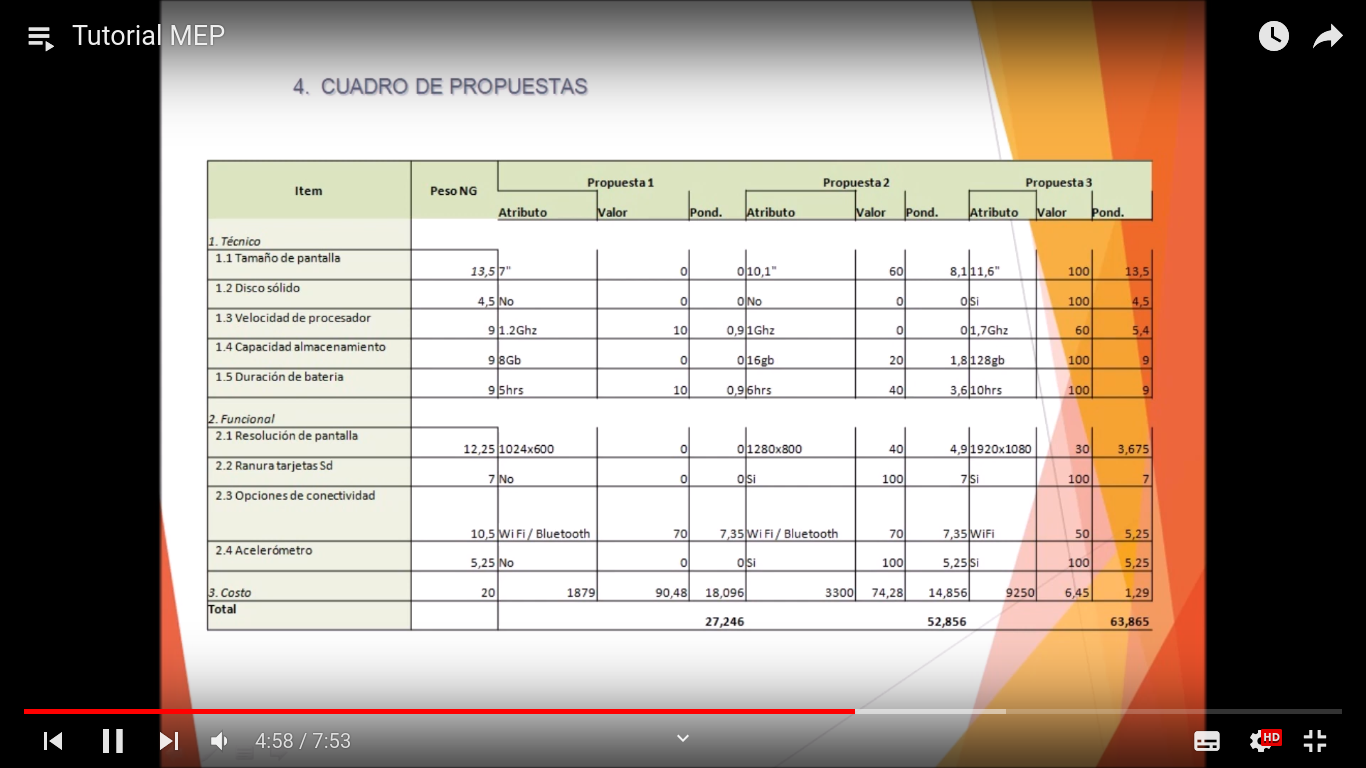 Tutorial MEP
4. CUADRO DE PROPUESTAS
Item Peso NG Propuesta 1 Propuesta 2 Propuesta 3
Atributo Valor Pond. Atributo Valor Pond. Atributo Valor Pond.
1. Técnico
1.1 Tamaño de pantalla 13,5 7" 0 0 10,1" 60 8,1 11,6" 100 13,5
1.2 Disco sólido 4,5 No 0 0 No 0 0 Si 100 4,5
1.3 Velocidad de procesador 9 1.2Ghz 10 0,9 1Ghz 0 0 1,7Ghz 60 5,4
1.4 Capacidad almacenamiento 9 8Gb 0 0 16gb 20 1,8 128gb 100 9
1.5 Duración de bateria 9 5hrs 10 0,9 6hrs 40 3,6 10hrs 100 9
2. Funcional
2.1 Resolución de pantalla 12,25 1024x600 0 0 1280x800 40 4,9 1920x1080 30 3,675
2.2 Ranura tarjetas Sd 7 No 0 0 Si 100 7 Si 100 7
2.3 Opciones de conectividad 10,5 Wi Fi / Bluetooth 70 7,35 Wi Fi / Bluetooth 70 7,35 WiFi 50 5,25
2.4 Acelerómetro 5,25 No 0 0 Si 100 5,25 Si 100 5,25
3. Costo 20 1879 90,48 18,096 3300 74,28 14,856 9250 6,45 1,29
Total 27,246 52,856 63,865
4:58 / 7:53
HD